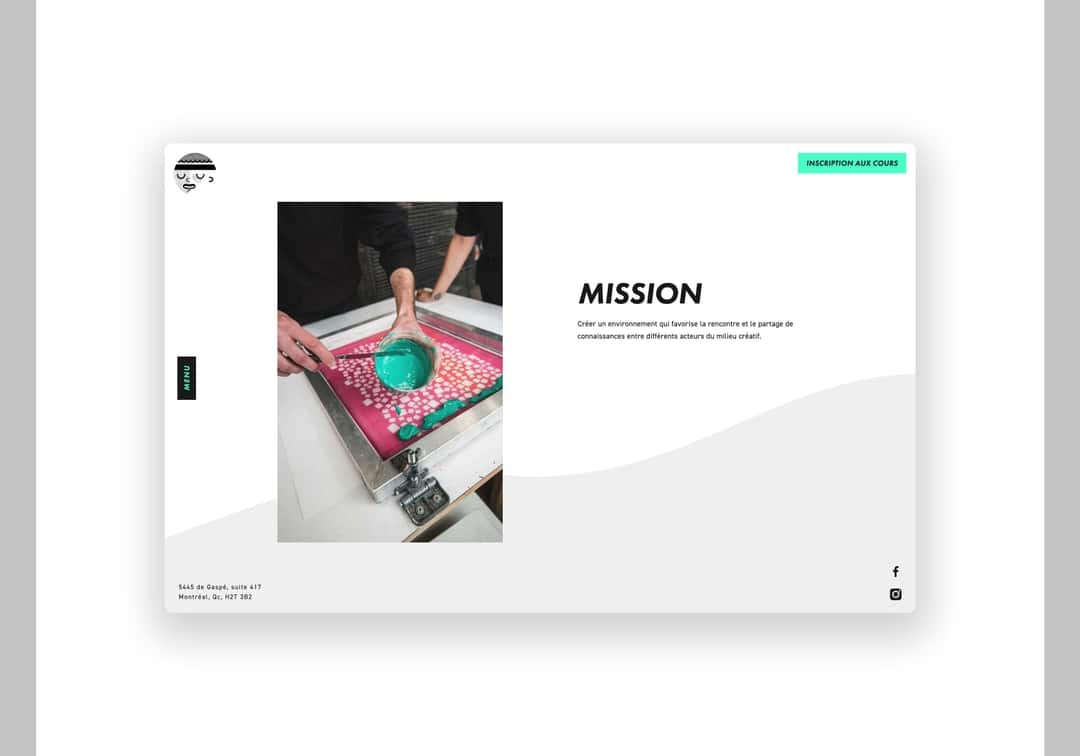 INSCRIPTION AUX COURS
MISSION
Créer un environnement qui favorise la rencontre et le partage de
connaissances entre différents acteurs du milieu créatif.
MENU
5445 de Gaspé, suite 417
Montréal, Qc, H2T 3B2